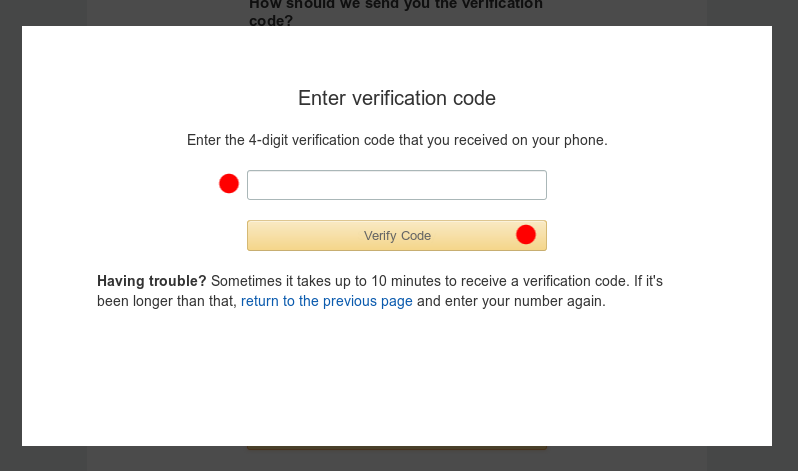 How should we send you the verification
code?
Enter verification code
Enter the 4-digit verification code that you received on your phone.
Verify Code
Having trouble? Sometimes it takes up to 10 minutes to receive a verification code. If it's
been longer than that, return to the previous page and enter your number again.